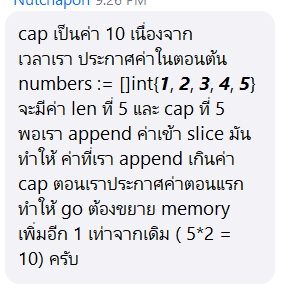 Nutchapon 9:26 PM
cap เป็นค่า 10 เนื่องจาก
เวลาเรา ประกาศค่าในตอนต้น
numbers := []int{1, 2, 3, 4, 5}
จะมีค่า len ที่ 5 และ cap ที่ 5
พอเรา append ค่าเข้า slice มัน
ทำให้ ค่าที่เรา append เกินค่า
cap ตอนเราประกาศค่าตอนแรก
ทำให้ go ต้องขยาย memory
เพิ่มอีก 1 เท่าจากเดิม ( 5*2 =
10) ครับ